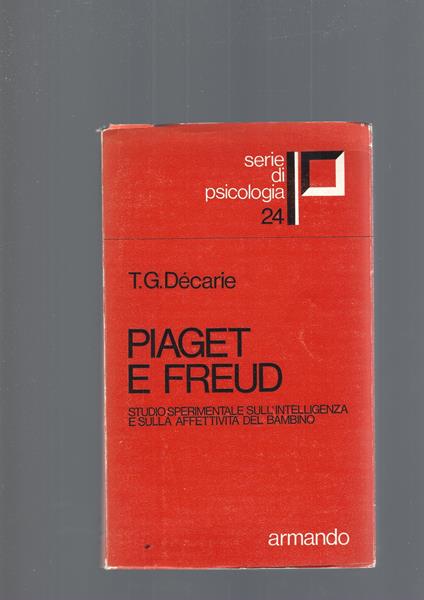 serie
di
psicologia
24
T.G.Décarie
PIAGET
E FREUD
STUDIO SPERIMENTALE SULL'INTELLIGENZA
E SULLA AFFETTIVITÀ DEL BAMBINO
armando